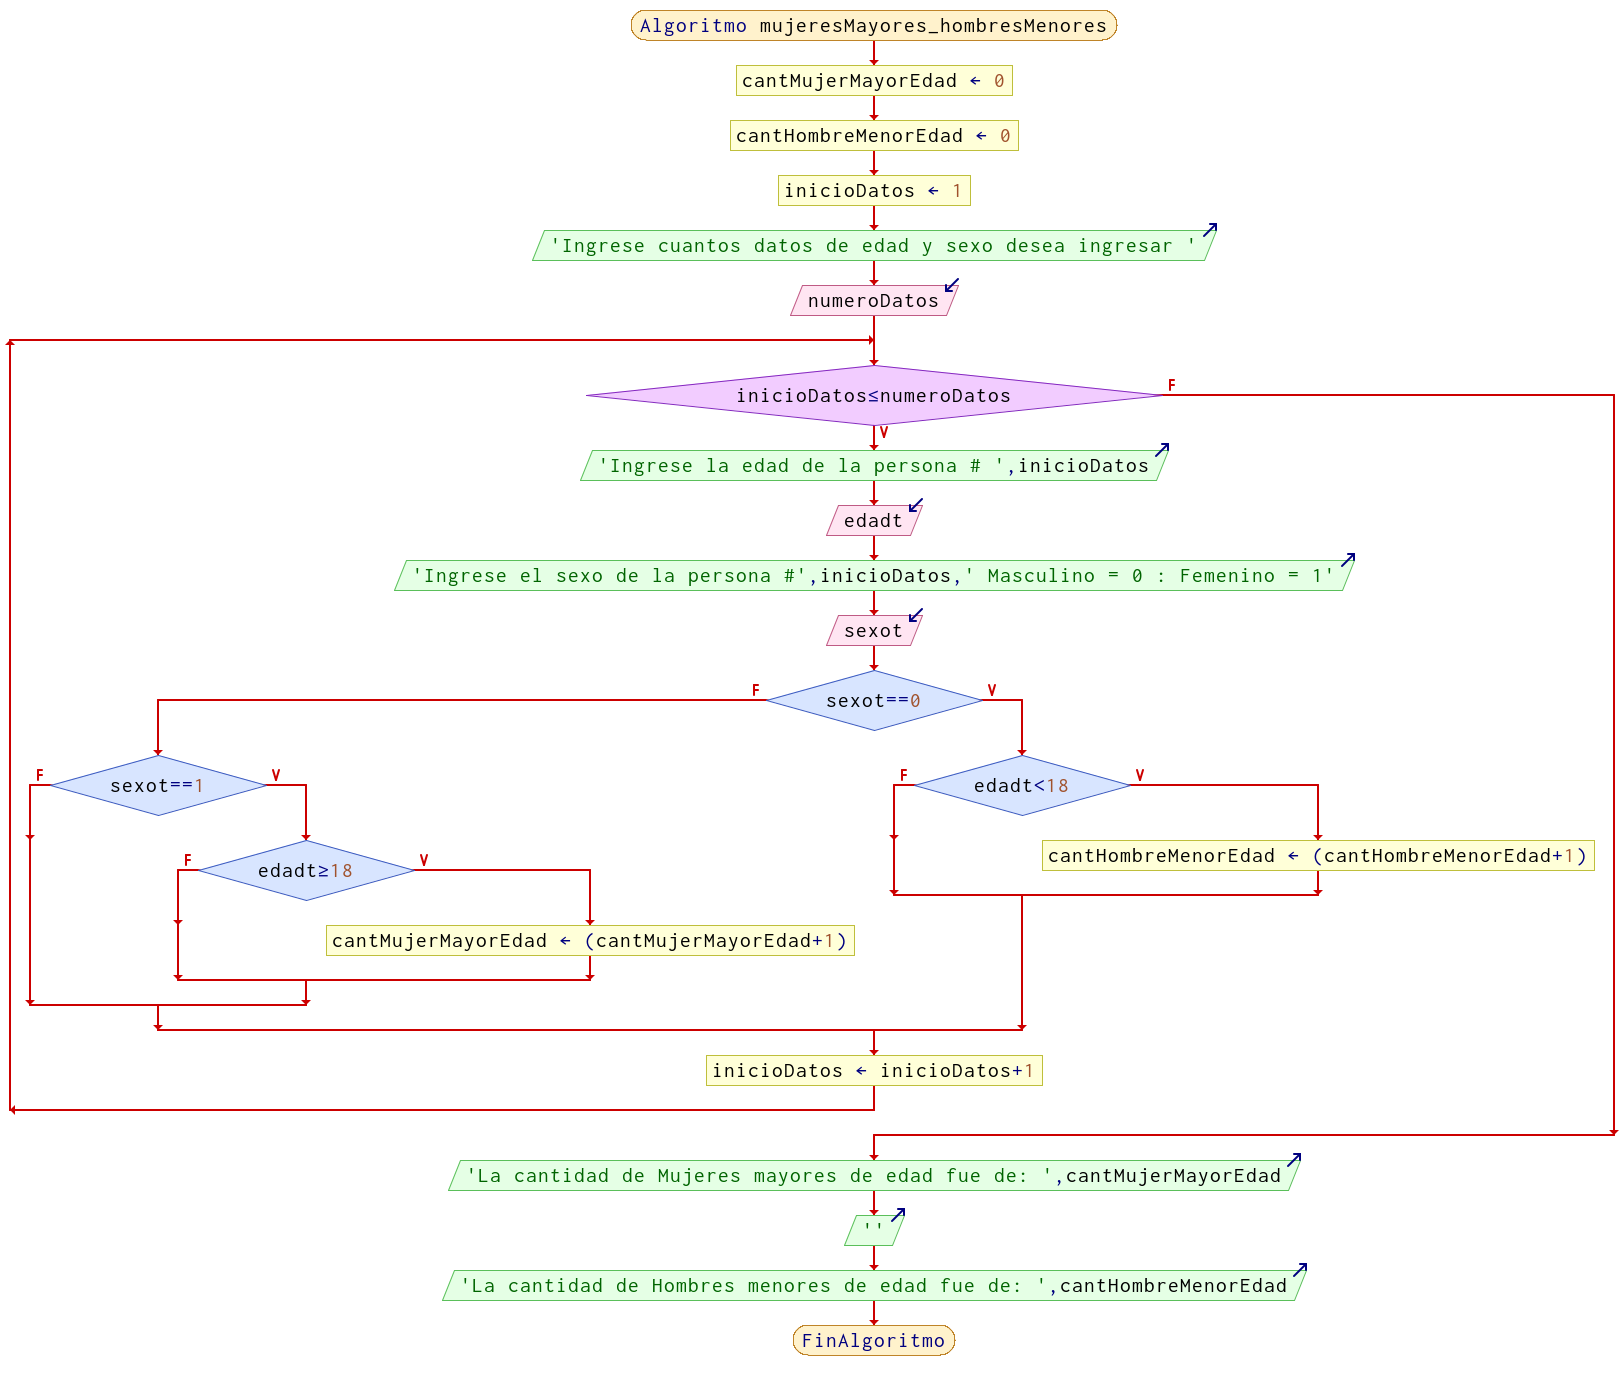 Algoritmo mujeresMayores_hombresMenores
cantMujerMayorEdad ← 0
cantHombreMenorEdad ← 0
inicioDatos ← 1
'Ingrese cuantos datos de edad y sexo desea ingresar '
numeroDatos
inicioDatos≤numeroDatos
F
V
'Ingrese la edad de la persona # ',inicioDatos
edadt
'Ingrese el sexo de la persona #',inicioDatos,' Masculino = 0 : Femenino = 1'
sexot
F
sexot==0
V
F
sexot==1
V
F
edadt<18
V
F
edadt≥18
V
cantHombreMenorEdad ← (cantHombreMenorEdad+1)
cantMujerMayorEdad ← (cantMujerMayorEdad+1)
inicioDatos ← inicioDatos+1
'La cantidad de Mujeres mayores de edad fue de: ',cantMujerMayorEdad
''
'La cantidad de Hombres menores de edad fue de: ',cantHombreMenorEdad
FinAlgoritmo